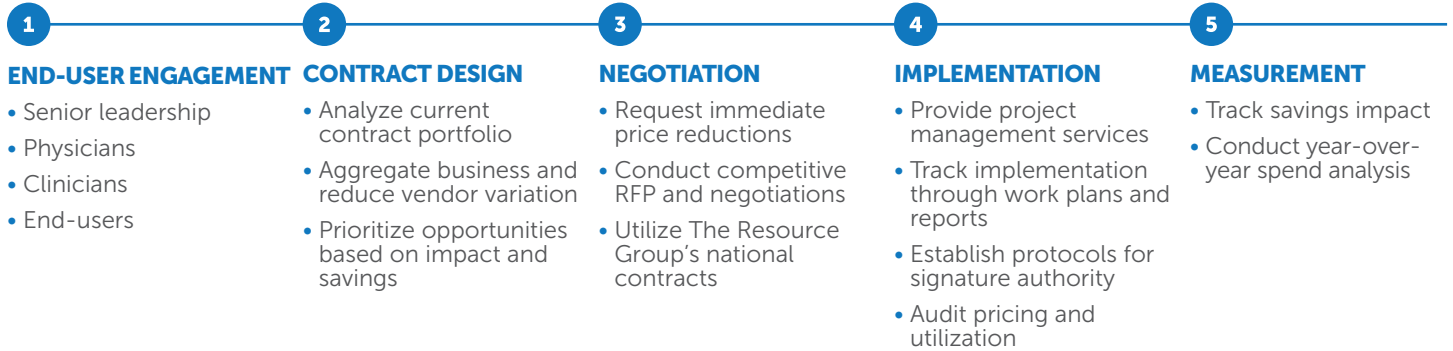 1
END-USER ENGAGEMENT
• Senior leadership
• Physicians
• Clinicians
• End-users
2
CONTRACT DESIGN
• Analyze current
contract portfolio
• Aggregate business and
reduce vendor variation
• Prioritize opportunities
based on impact and
savings
3
NEGOTIATION
• Request immediate
price reductions
• Conduct competitive
RFP and negotiations
• Utilize The Resource
Group’s national
contracts
4
IMPLEMENTATION
• Provide project
management services
• Track implementation
through work plans and
reports
• Establish protocols for
signature authority
• Audit pricing and
utilization
5
MEASUREMENT
• Track savings impact
• Conduct year-over-
year spend analysis